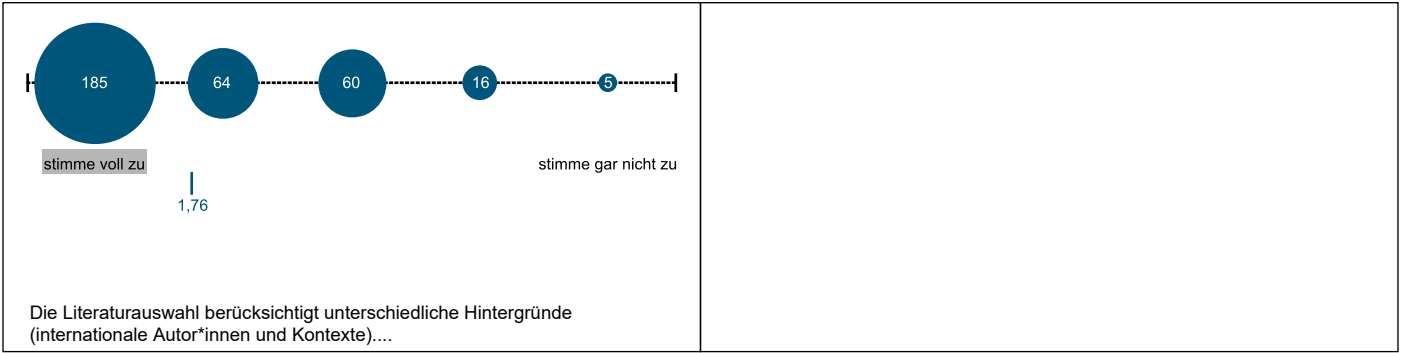 185 64 60 16 5
stimme voll zu stimme gar nicht zu
1,76
Die Literaturauswahl berücksichtigt unterschiedliche Hintergründe
(internationale Autor*innen und Kontexte)....